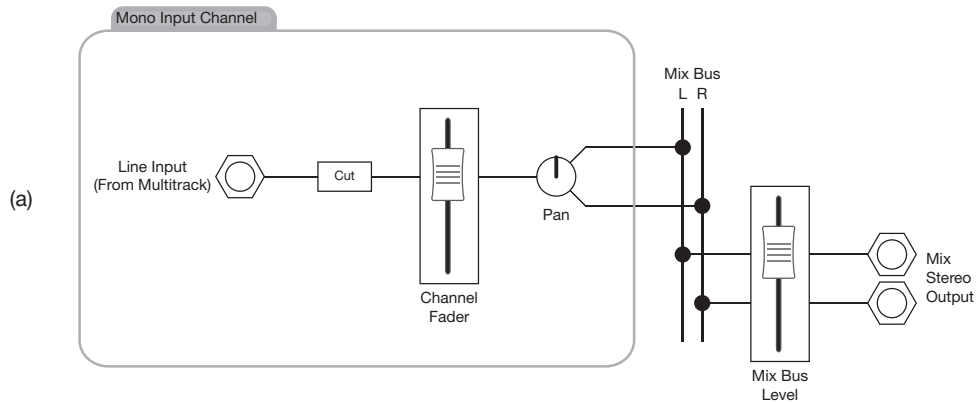 Mono Input Channel
Mix Bus
L R
Line Input
(From Multitrack)
Cut
(a)
Pan
Channel
Fader
Mix
Stereo
Output
Mix Bus
Level